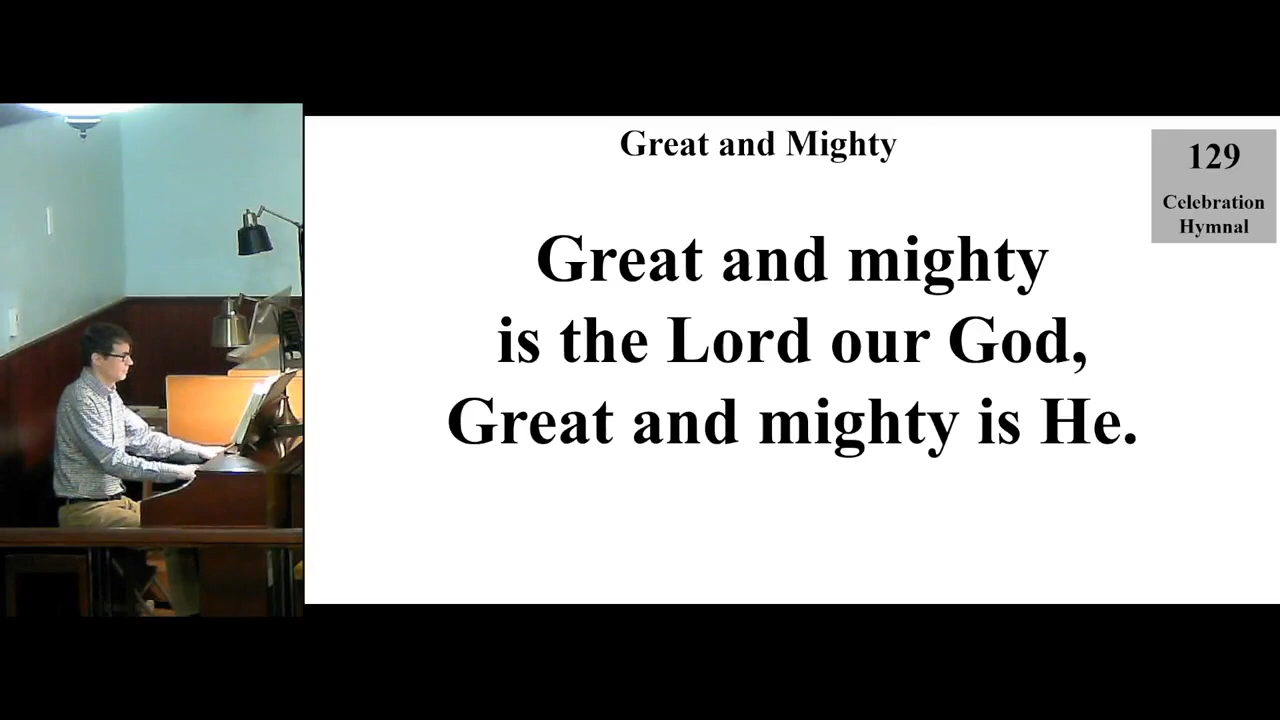 Great and Mighty
129
Celebration
Hymnal
Great and mighty
is the Lord our God,
Great and mighty is He.